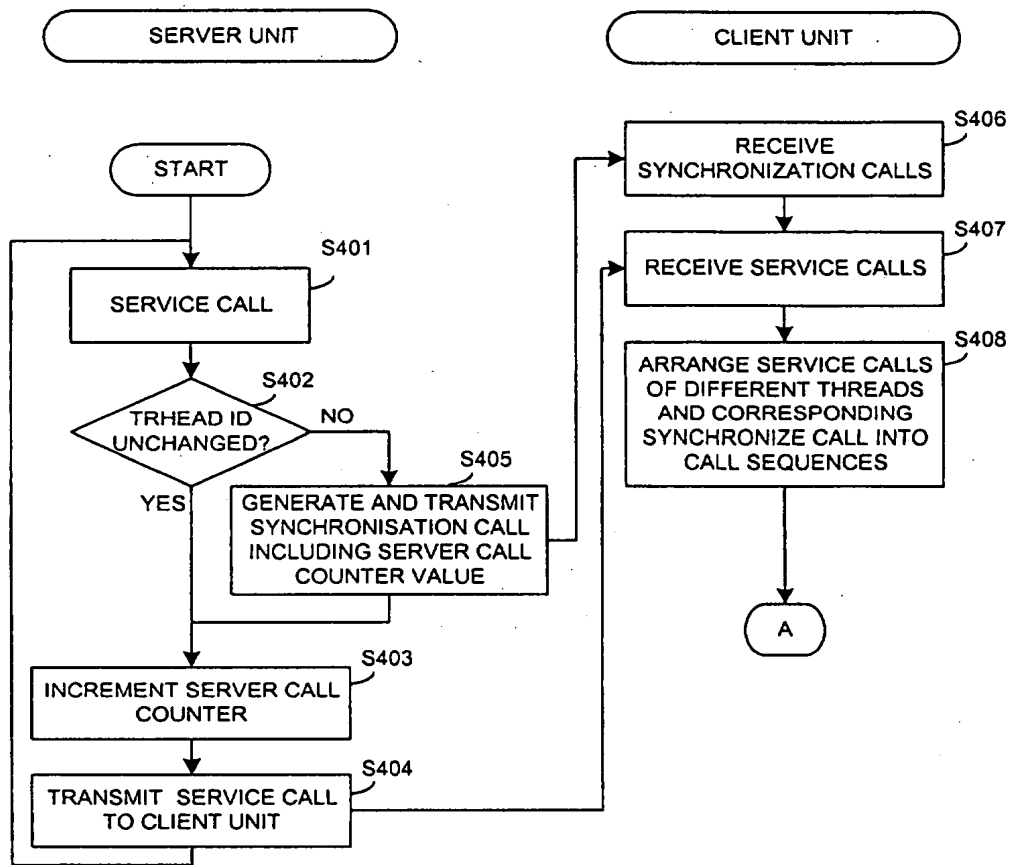 SERVER UNIT
START
S401
SERVICE CALL
S402
TRHEAD ID
UNCHANGED?
NO
YES
S405
GENERATE AND TRANSMIT
SYNCHRONISATION CALL
INCLUDING SERVER CALL
COUNTER VALUE
S403
INCREMENT SERVER CALL
COUNTER
S404
TRANSMIT SERVICE CALL
TO CLIENT UNIT
CLIENT UNIT
S406
RECEIVE
SYNCHRONIZATION CALLS
S407
RECEIVE SERVICE CALLS
S408
ARRANGE SERVICE CALLS
OF DIFFERENT THREADS
AND CORRESPONDING
SYNCHRONIZE CALL INTO
CALL SEQUENCES
A